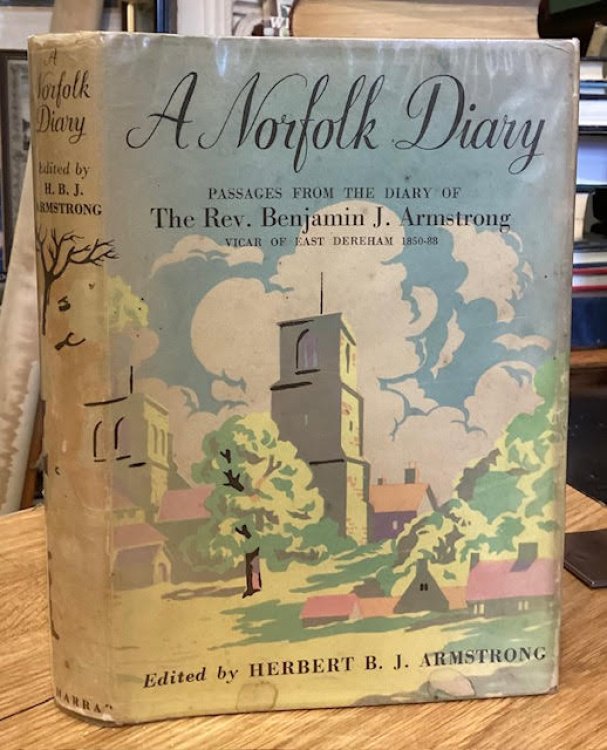 A
Norfolk
Diary
Edited by
H. B. J.
ARMSTRONG
A Norfolk Diary
PASSAGES FROM THE DIARY OF
The Rev. Benjamin J. Armstrong
VICAR OF EAST DEREHAM 1850-88
Edited by HERBERT B. J. ARMSTRONG